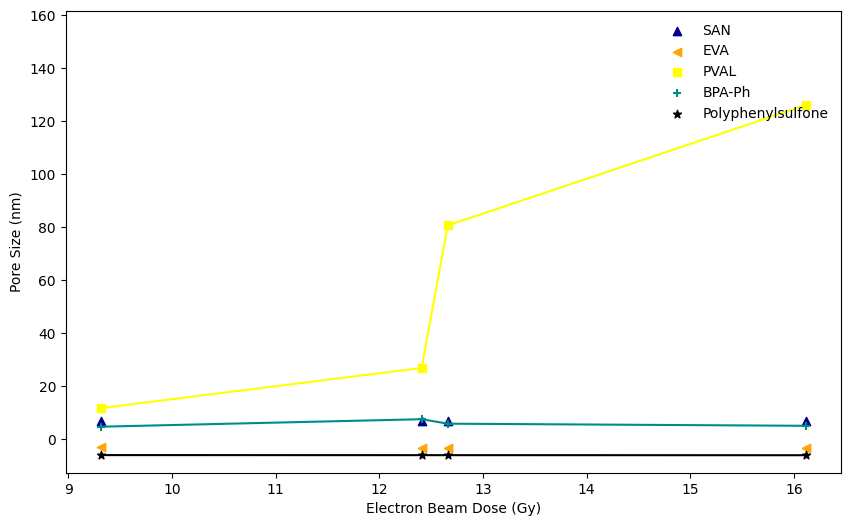 160
140
120
100
80
60
40
20
0
Pore Size (nm)
9
10
11
12
13
14
15
16
Electron Beam Dose (Gy)
SAN
EVA
PVAL
BPA-Ph
Polyphenylsulfone